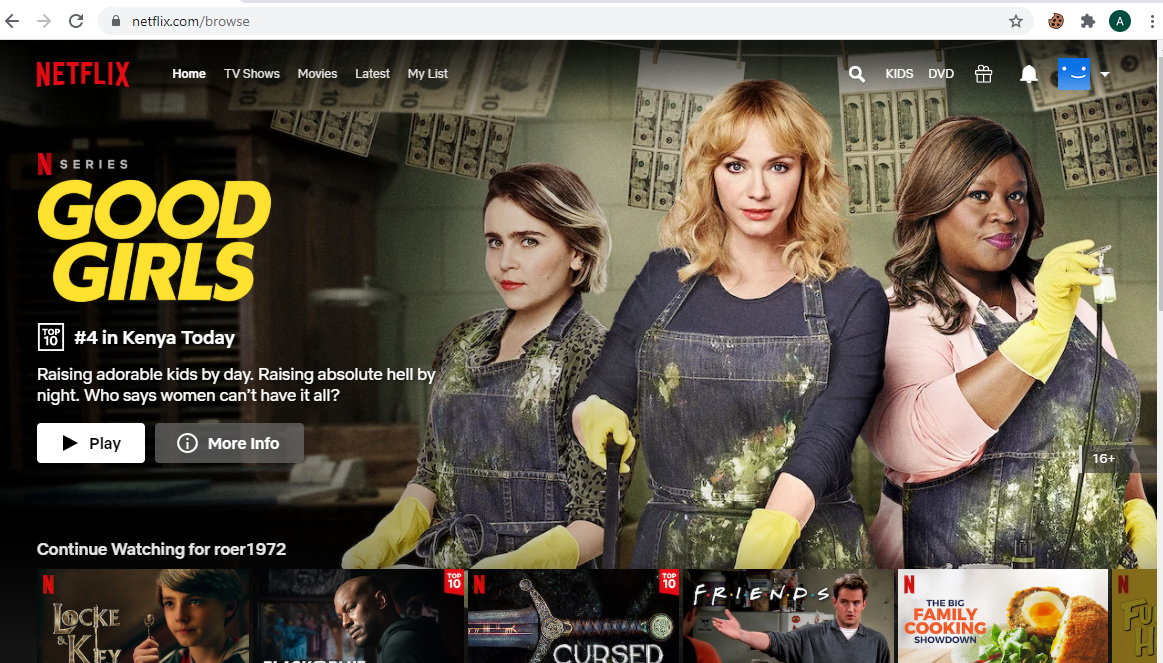 netflix.com/browse
A
NETFLIX
Home
TV Shows
Movies
Latest
My List
KIDS
DVD
N SERIES
GOOD
GIRLS
TOP
10
#4 in Kenya Today
Raising adorable kids by day. Raising absolute hell by
night. Who says women can't have it all?
Play
More Info
16+
Continue Watching for roer1972
N
LOCKE
& KEY
TOP
10
N
CURSED
TOP
10
F·R·I·E·N·D·S
N
THE BIG
FAMILY
COOKING
SHOWDOWN
N